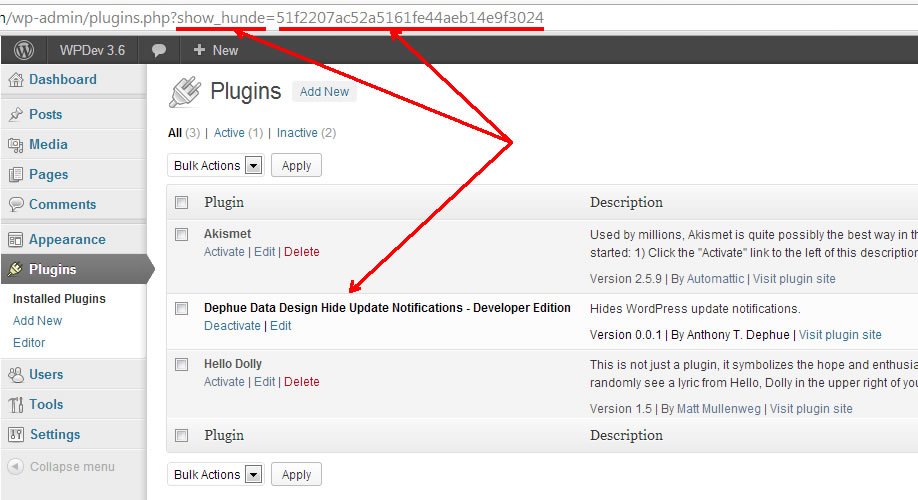 n/wp-admin/plugins.php?show_hunde=51f2207ac52a5161fe44aeb14e9f3024
WPDev 3.6 + New
Dashboard
Posts
Media
Pages
Comments
Appearance
Plugins
Installed Plugins
Add New
Editor
Users
Tools
Settings
Collapse menu
Plugins Add New
All (3) | Active (1) | Inactive (2)
Bulk Actions Apply
Plugin Description
Akismet Used by millions, Akismet is quite possibly the best way in th
Activate | Edit | Delete started: 1) Click the "Activate" link to the left of this description
Version 2.5.9 | By Automattic | Visit plugin site
Dephue Data Design Hide Update Notifications - Developer Edition Hides WordPress update notifications.
Deactivate | Edit Version 0.0.1 | By Anthony T. Dephue | Visit plugin site
Hello Dolly This is not just a plugin, it symbolizes the hope and enthusia
Activate | Edit | Delete randomly see a lyric from Hello, Dolly in the upper right of you
Version 1.5 | By Matt Mullenweg | Visit plugin site
Plugin Description
Bulk Actions Apply